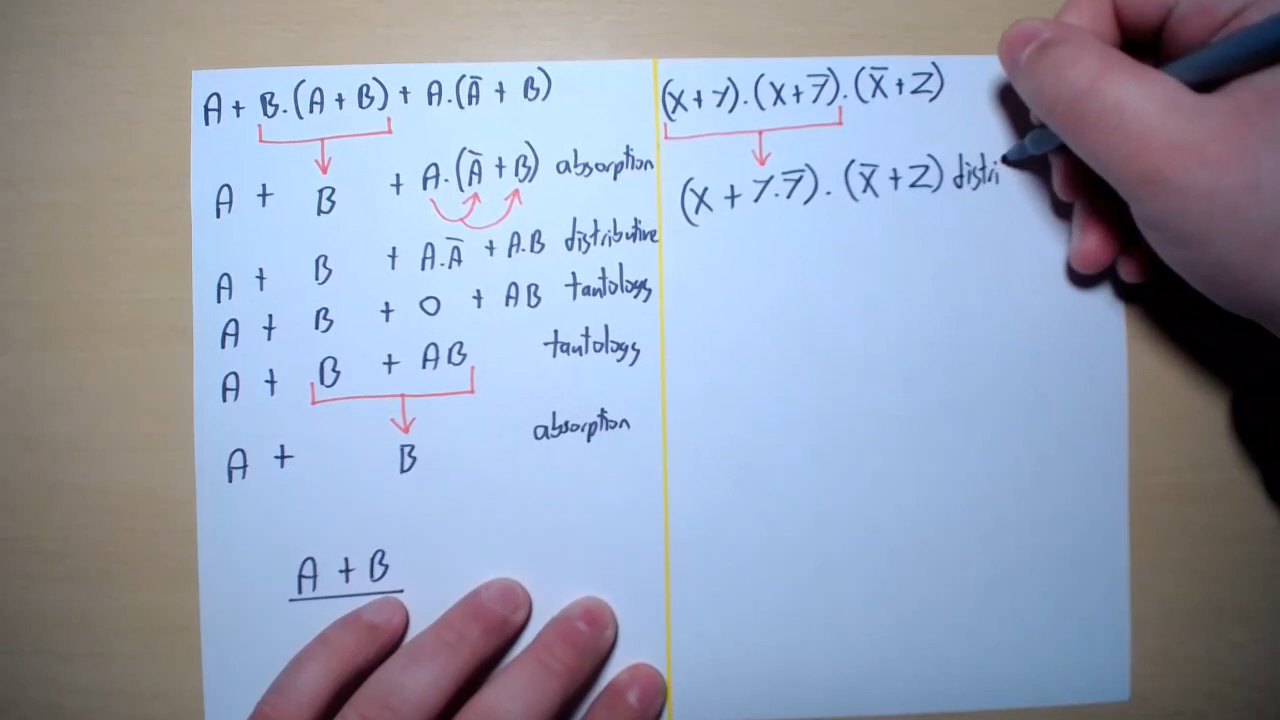 A + B.(A + B) + A.(Ā + B)
A + B + A.(Ā + B) absorption
A + B + A.Ā + A.B distributive
A + B + 0 + AB tautology
A + B + AB tautology
A + B absorption
A + B
(X + Y).(X + Ȳ).(X̄ + Z)
(X + Y.Ȳ).(X̄ + Z) distri